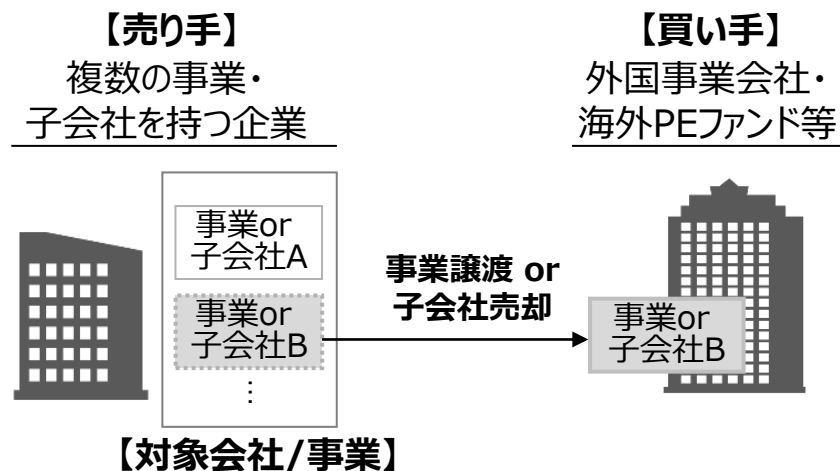 【売り手】
複数の事業・
子会社を持つ企業
【買い手】
外国事業会社・
海外PEファンド等
事業or
子会社A
事業or
子会社B
⋮
事業譲渡 or
子会社売却
事業or
子会社B
【対象会社/事業】